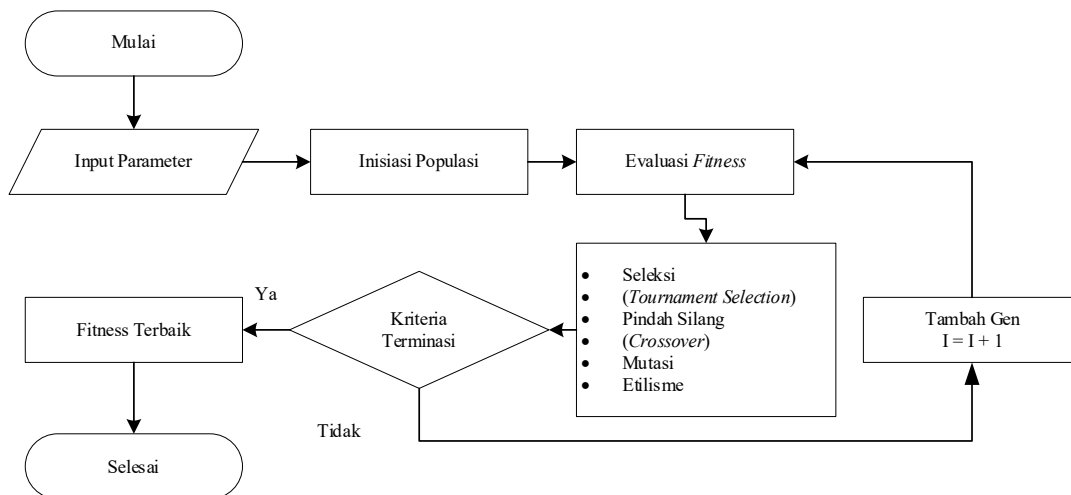 Mulai
Input Parameter
Inisiasi Populasi
Evaluasi Fitness
• Seleksi
• (Tournament Selection)
• Pindah Silang
• (Crossover)
• Mutasi
• Etilisme
Kriteria
Terminasi
Ya
Fitness Terbaik
Tidak
Tambah Gen
I = I + 1
Selesai